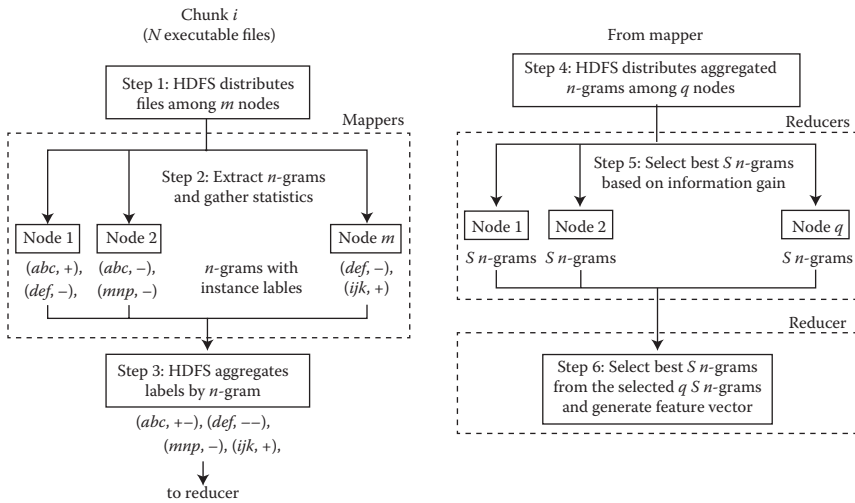 Chunk i
(N executable files)
Step 1: HDFS distributes
files among m nodes
Mappers
Step 2: Extract n-grams
and gather statistics
Node 1
Node 2
Node m
(abc, +),
(def, −),
(abc, −),
(mnp, −)
n-grams with
instance lables
(def, −),
(ijk, +)
Step 3: HDFS aggregates
labels by n-gram
(abc, +−), (def, −−),
(mnp, −), (ijk, +),
to reducer
From mapper
Step 4: HDFS distributes aggregated
n-grams among q nodes
Reducers
Step 5: Select best S n-grams
based on information gain
Node 1
Node 2
Node q
S n-grams
S n-grams
S n-grams
Reducer
Step 6: Select best S n-grams
from the selected q S n-grams
and generate feature vector